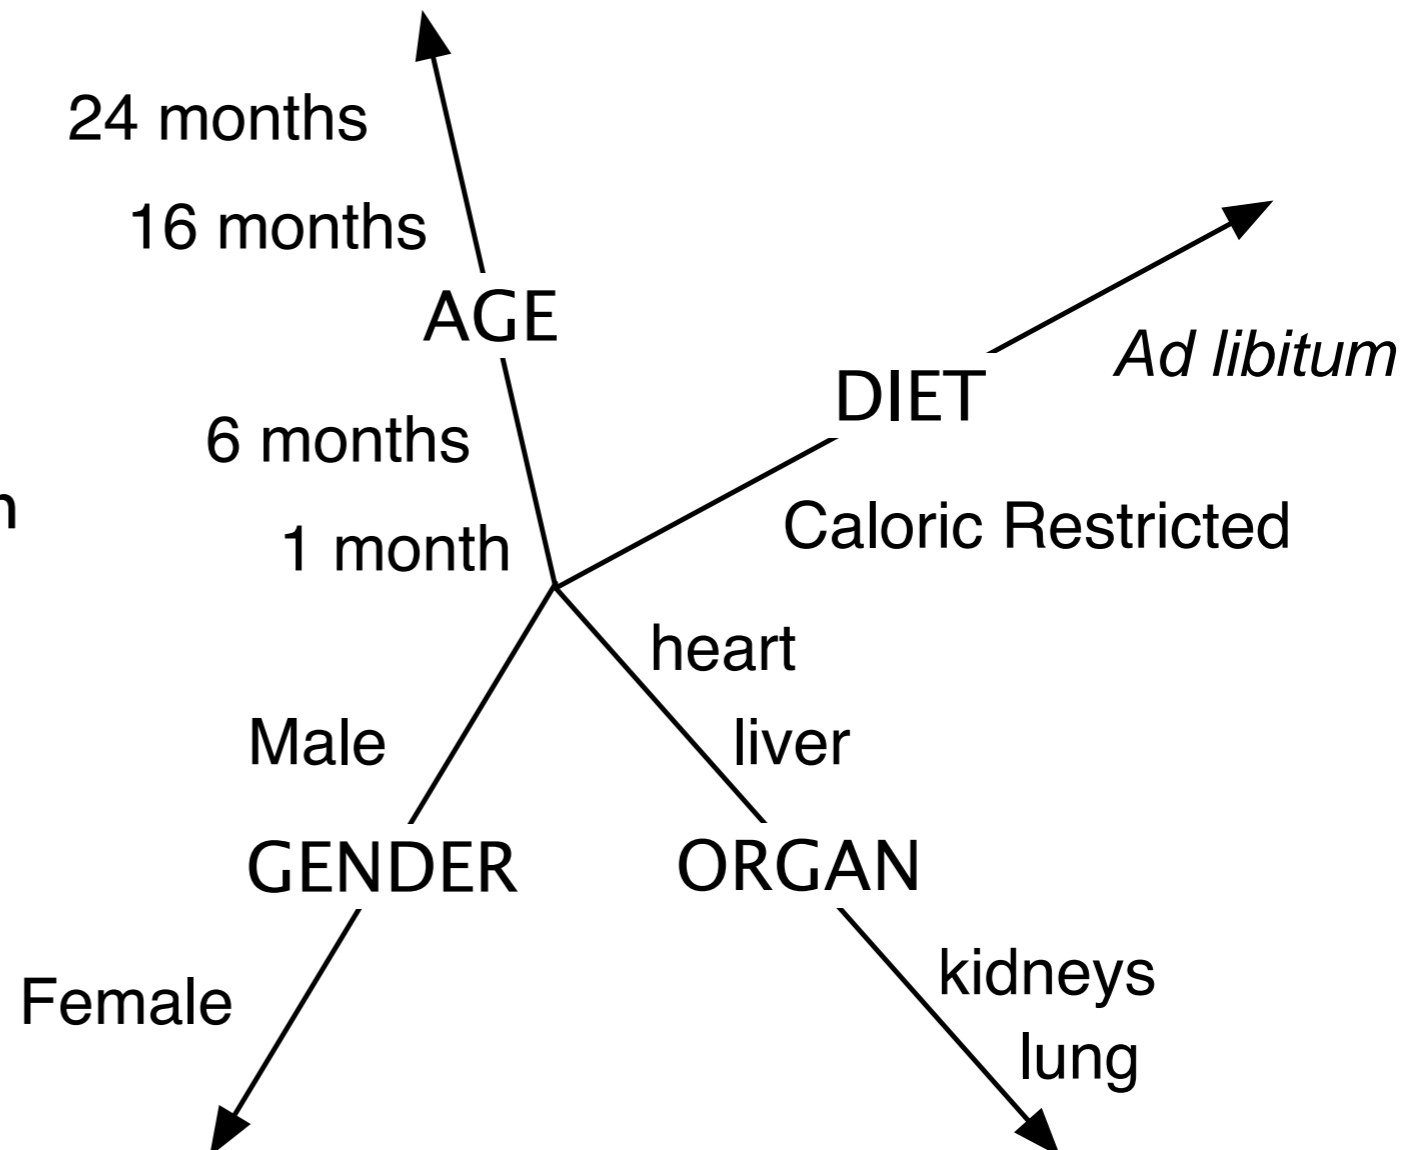 24 months
16 months
AGE
Ad libitum
DIET
6 months
n
Caloric Restricted
1 month
heart
Male
liver
GENDER
ORGAN
kidneys
Female
lung